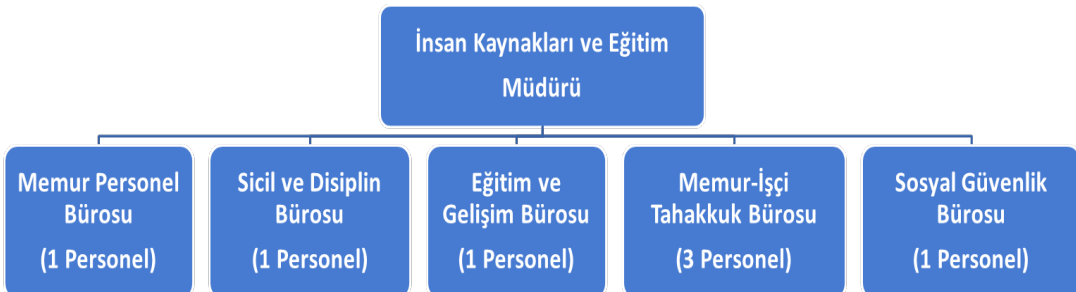 İnsan Kaynakları ve Eğitim
Müdürü
Memur Personel
Bürosu
(1 Personel)
Sicil ve Disiplin
Bürosu
(1 Personel)
Eğitim ve
Gelişim Bürosu
(1 Personel)
Memur-İşçi
Tahakkuk Bürosu
(3 Personel)
Sosyal Güvenlik
Bürosu
(1 Personel)